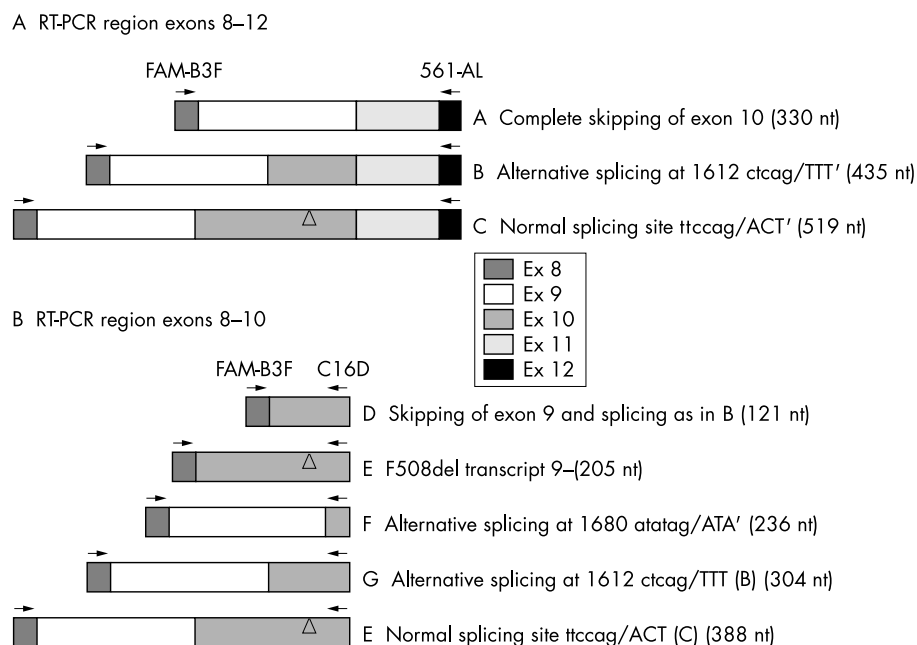 A RT-PCR region exons 8–12
FAM-B3F 561-AL
A Complete skipping of exon 10 (330 nt)
B Alternative splicing at 1612 ctcag/TTT' (435 nt)
C Normal splicing site ttccag/ACT' (519 nt)
Ex 8
Ex 9
Ex 10
Ex 11
Ex 12
B RT-PCR region exons 8–10
FAM-B3F C16D
D Skipping of exon 9 and splicing as in B (121 nt)
E F508del transcript 9–(205 nt)
F Alternative splicing at 1680 atatag/ATA' (236 nt)
G Alternative splicing at 1612 ctcag/TTT (B) (304 nt)
E Normal splicing site ttccag/ACT (C) (388 nt)